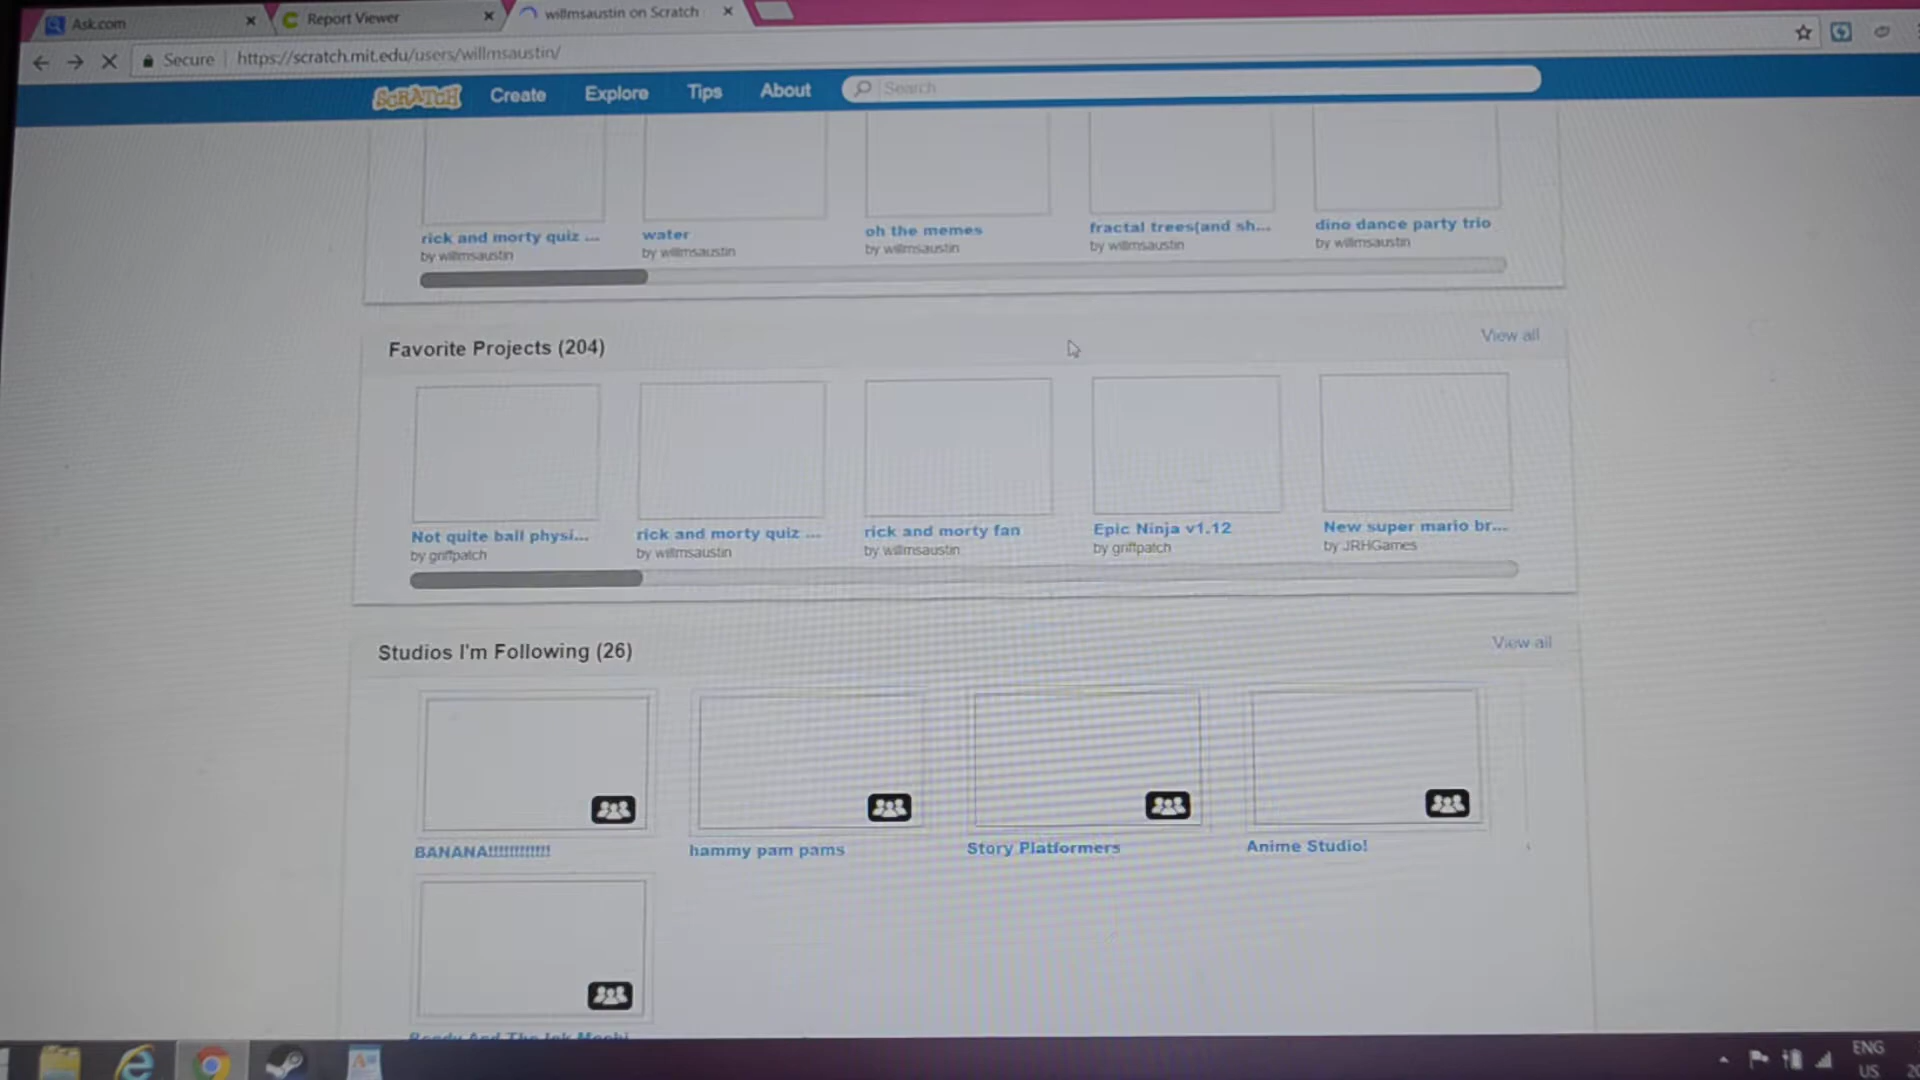 Ask.com
Report Viewer
willmsaustin on Scratch
Secure https://scratch.mit.edu/users/willmsaustin/
SCRATCH Create Explore Tips About Search
rick and morty quiz ... water oh the memes fractal trees(and sh... dino dance party trio
by willmsaustin by willmsaustin by willmsaustin by willmsaustin by willmsaustin
Favorite Projects (204) View all
Not quite ball physi... rick and morty quiz ... rick and morty fan Epic Ninja v1.12 New super mario br...
by griffpatch by willmsaustin by willmsaustin by griffpatch by JRHGames
Studios I'm Following (26) View all
BANANA!!!!!!!!!!!! hammy pam pams Story Platformers Anime Studio!
And The Ink
ENG
US